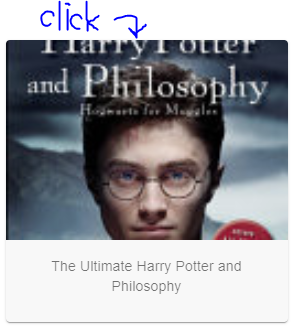 click
Harry Potter
and Philosophy
Hogwarts for Muggles
The Ultimate Harry Potter and
Philosophy